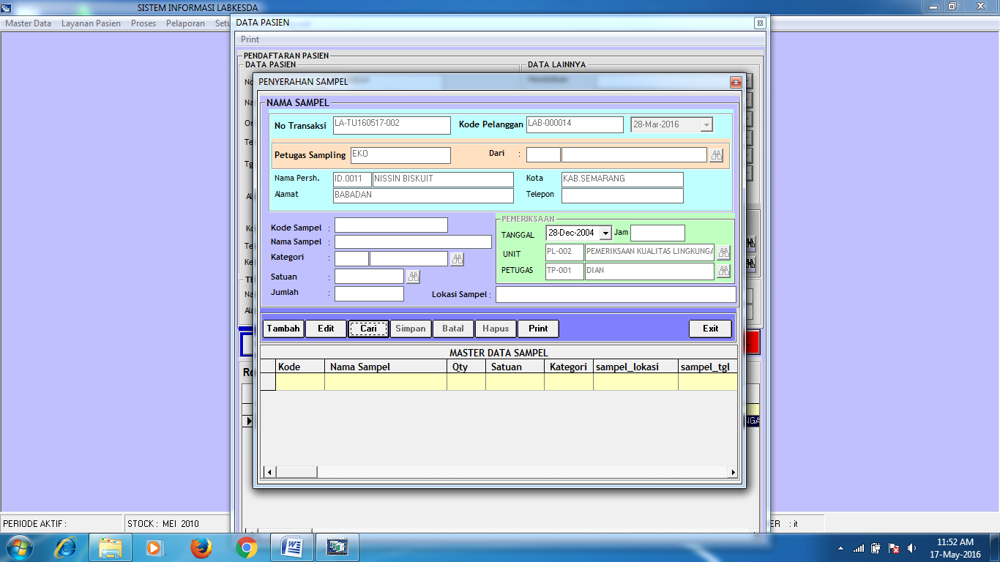 SISTEM INFORMASI LABKESDA
Master Data Layanan Pasien Proses Pelaporan
DATA PASIEN
Print
PENDAFTARAN PASIEN
DATA PASIEN DATA LAINNYA
PENYERAHAN SAMPEL
NAMA SAMPEL
No Transaksi LA-TU160517-002 Kode Pelanggan LAB-000014 28-Mar-2016
Petugas Sampling EKO Dari :
Nama Persh. ID.0011 NISSIN BISKUIT Kota KAB.SEMARANG
Alamat BABADAN Telepon
PEMERIKSAAN
Kode Sampel : TANGGAL 28-Dec-2004 Jam
Nama Sampel :
Kategori : UNIT PL-002 PEMERIKSAAN KUALITAS LINGKUNGA
Satuan : PETUGAS TP-001 DIAN
Jumlah : Lokasi Sampel :
Tambah Edit Cari Simpan Batal Hapus Print Exit
MASTER DATA SAMPEL
Kode Nama Sampel Qty Satuan Kategori sampel_lokasi sampel_tgl
PERIODE AKTIF : STOCK : MEI 2010 ER : it
11:52 AM
17-May-2016